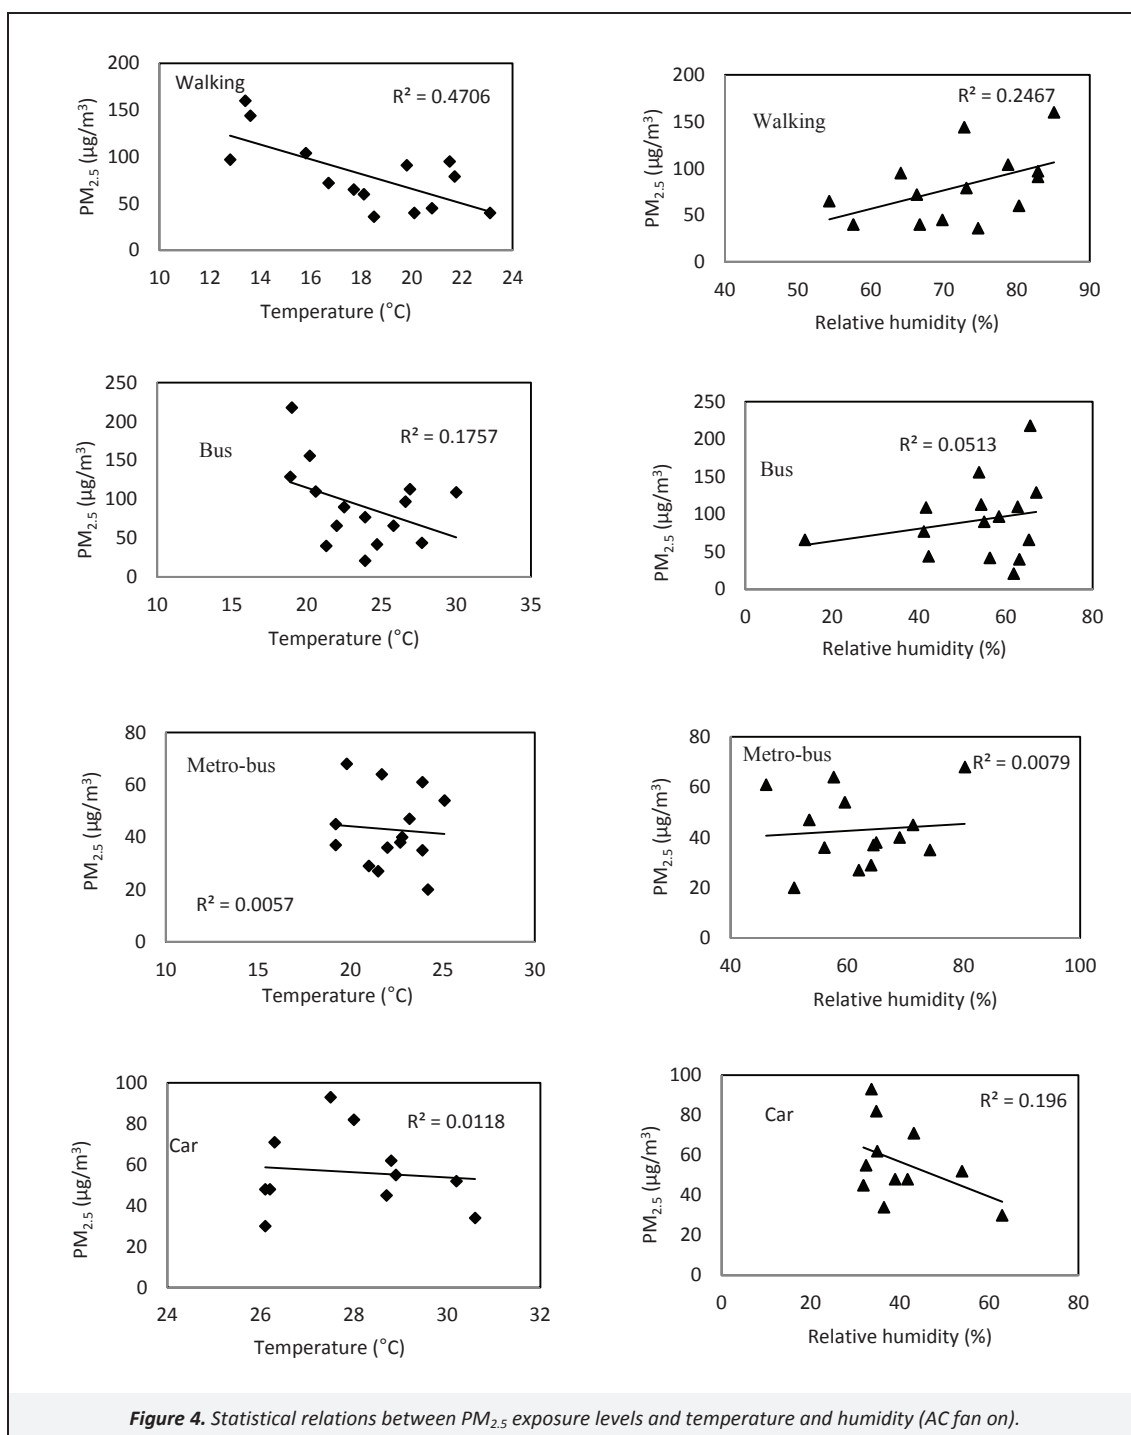 Walking
R² = 0.4706
PM2.5 (µg/m³)
200
150
100
50
0
10 12 14 16 18 20 22 24
Temperature (°C)
Walking
R² = 0.2467
PM2.5 (µg/m³)
200
150
100
50
0
40 50 60 70 80 90
Relative humidity (%)
Bus
R² = 0.1757
PM2.5 (µg/m³)
250
200
150
100
50
0
10 15 20 25 30 35
Temperature (°C)
Bus
R² = 0.0513
PM2.5 (µg/m³)
250
200
150
100
50
0
0 20 40 60 80
Relative humidity (%)
Metro-bus
R² = 0.0057
PM2.5 (µg/m³)
80
60
40
20
0
10 15 20 25 30
Temperature (°C)
Metro-bus
R² = 0.0079
PM2.5 (µg/m³)
80
60
40
20
0
40 60 80 100
Relative humidity (%)
Car
R² = 0.0118
PM2.5 (µg/m³)
100
80
60
40
20
0
24 26 28 30 32
Temperature (°C)
Car
R² = 0.196
PM2.5 (µg/m³)
100
80
60
40
20
0
0 20 40 60 80
Relative humidity (%)
Figure 4. Statistical relations between PM2.5 exposure levels and temperature and humidity (AC fan on).